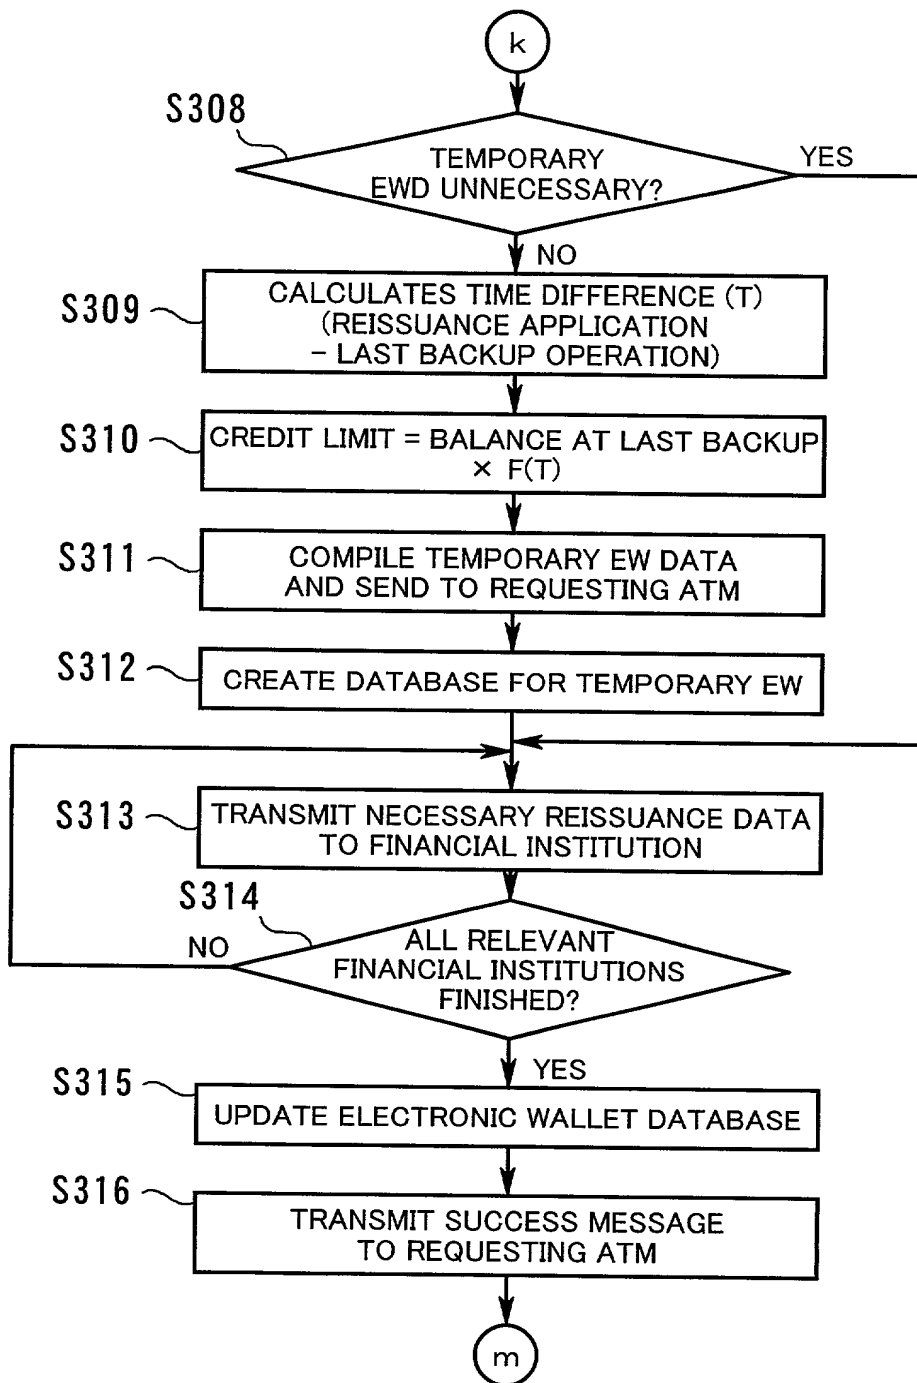 k
S308
TEMPORARY
EWD UNNECESSARY?
YES
NO
S309
CALCULATES TIME DIFFERENCE (T)
(REISSUANCE APPLICATION
– LAST BACKUP OPERATION)
S310
CREDIT LIMIT = BALANCE AT LAST BACKUP
× F(T)
S311
COMPILE TEMPORARY EW DATA
AND SEND TO REQUESTING ATM
S312
CREATE DATABASE FOR TEMPORARY EW
S313
TRANSMIT NECESSARY REISSUANCE DATA
TO FINANCIAL INSTITUTION
S314
NO
ALL RELEVANT
FINANCIAL INSTITUTIONS
FINISHED?
YES
S315
UPDATE ELECTRONIC WALLET DATABASE
S316
TRANSMIT SUCCESS MESSAGE
TO REQUESTING ATM
m